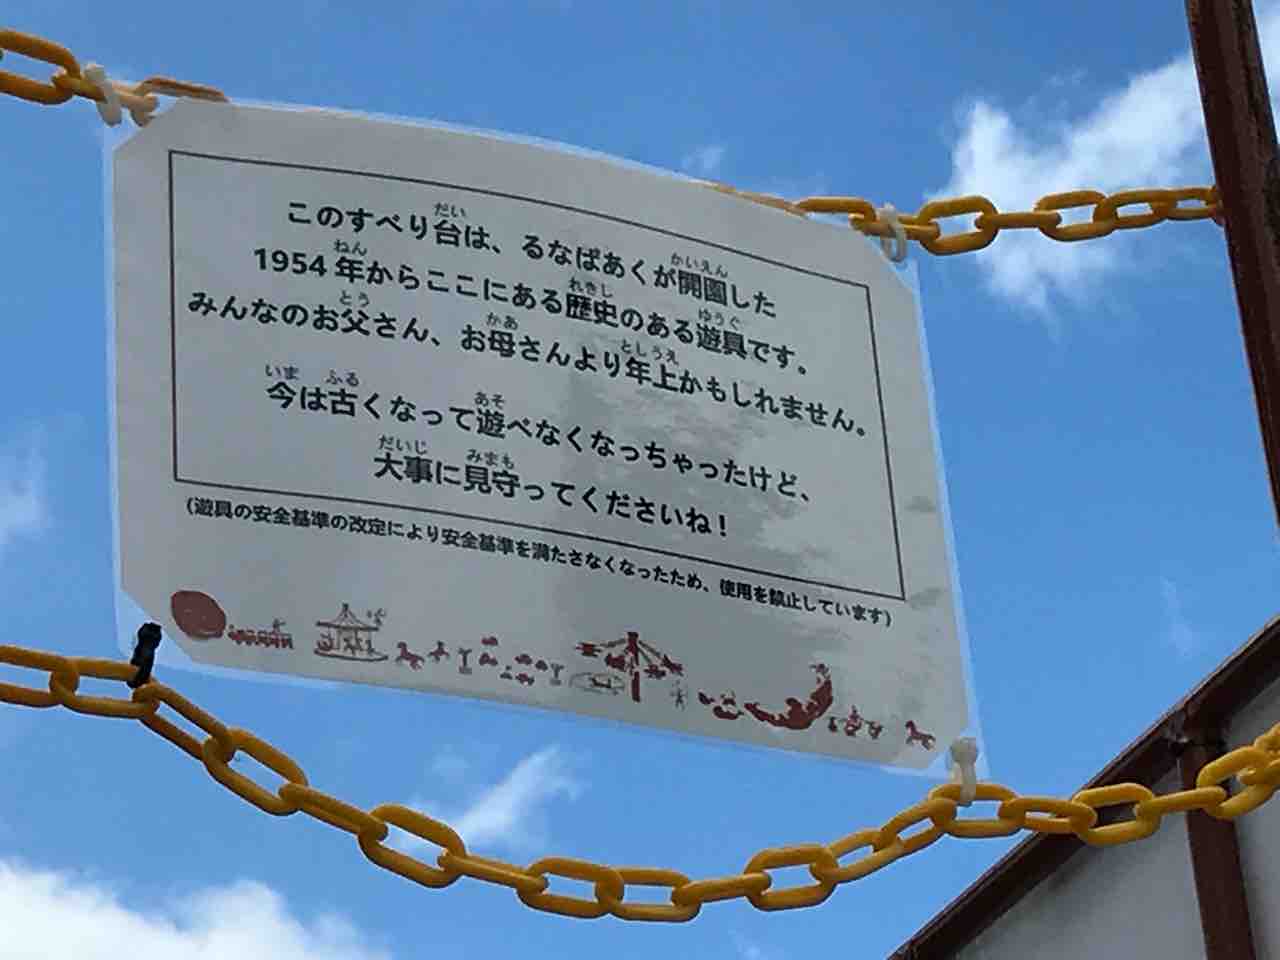 このすべり台は、るなぱあくが開園した
1954年からここにある歴史のある遊具です。
みんなのお父さん、お母さんより年上かもしれません。
今は古くなって遊べなくなっちゃったけど、
大事に見守ってくださいね！
(遊具の安全基準の改定により安全基準を満たさなくなったため、使用を禁止しています)